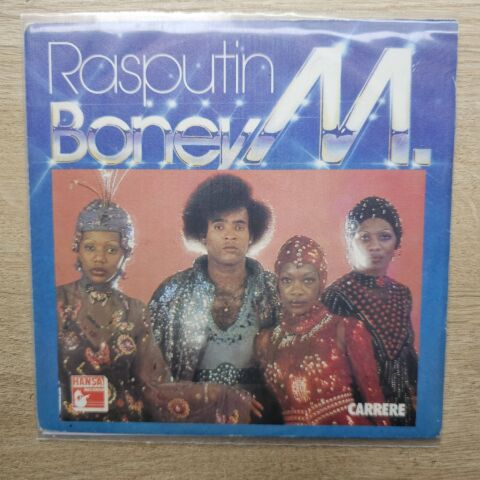 Rasputin
Boney M.
HANSA
CARRERE